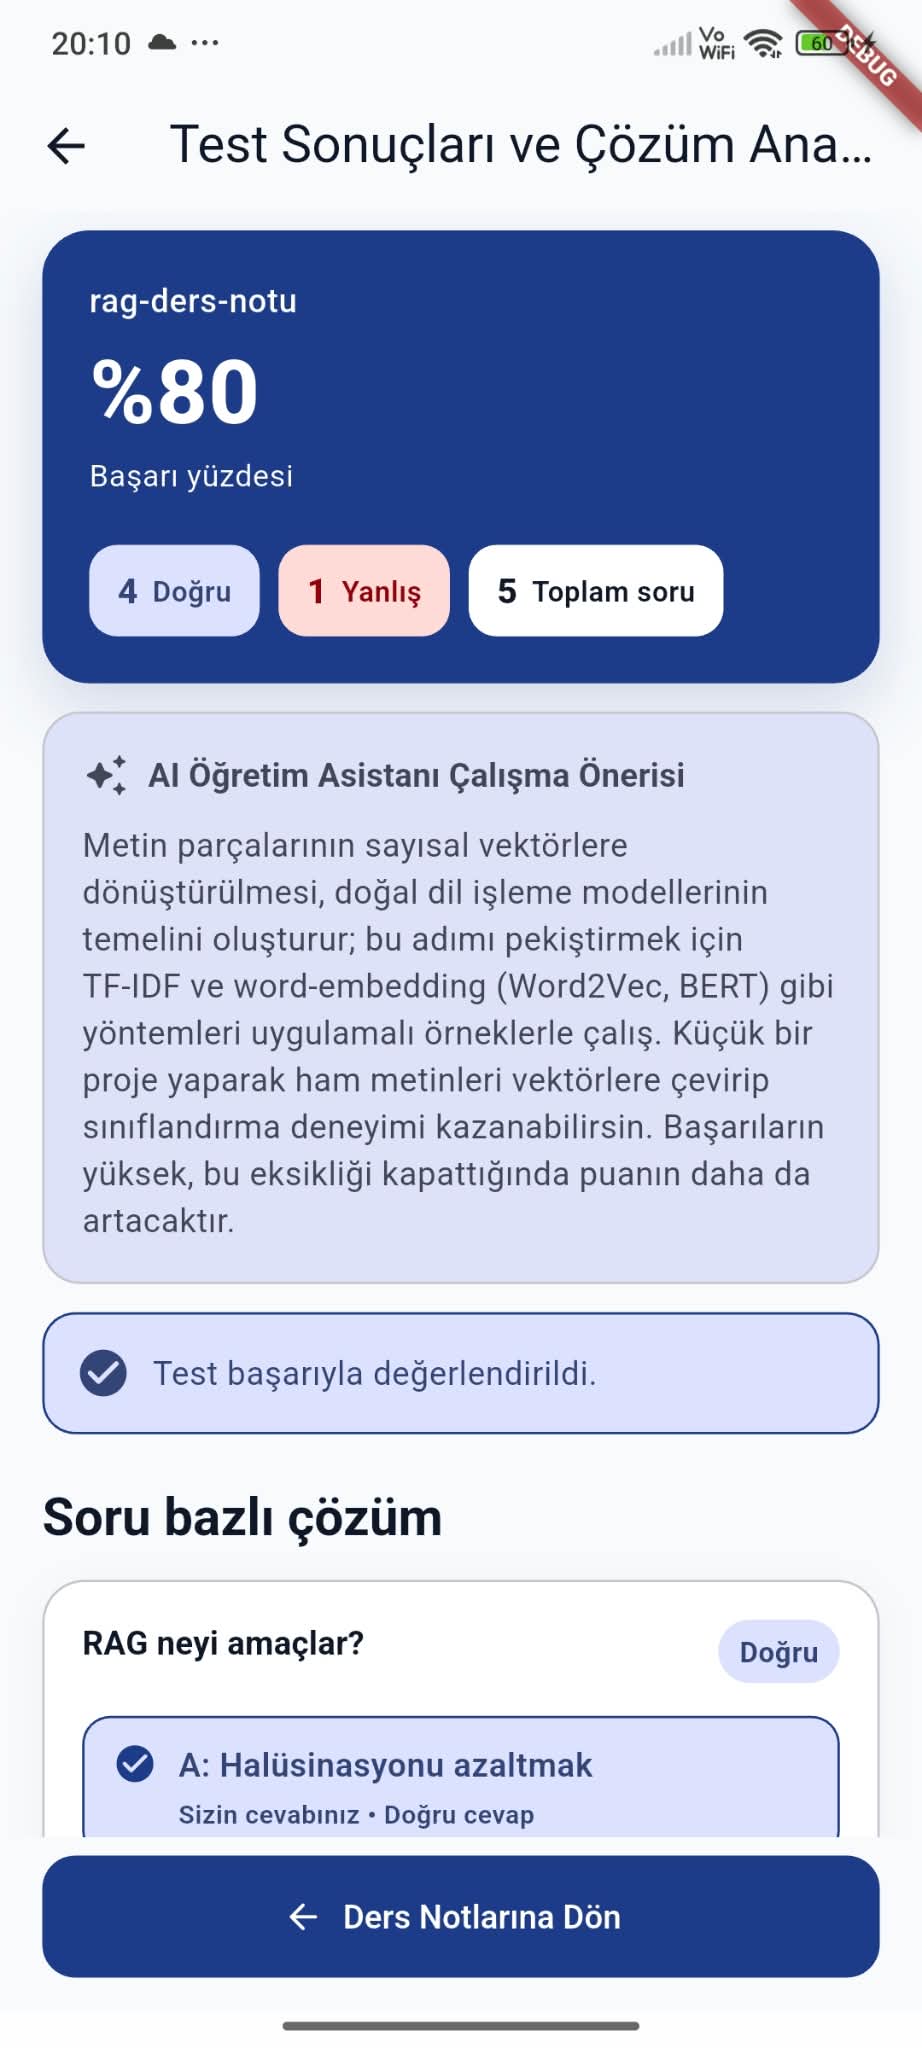 20:10
Vo
WiFi
60
DEBUG
Test Sonuçları ve Çözüm Ana...
rag-ders-notu
%80
Başarı yüzdesi
4 Doğru
1 Yanlış
5 Toplam soru
AI Öğretim Asistanı Çalışma Önerisi
Metin parçalarının sayısal vektörlere
dönüştürülmesi, doğal dil işleme modellerinin
temelini oluşturur; bu adımı pekiştirmek için
TF-IDF ve word-embedding (Word2Vec, BERT) gibi
yöntemleri uygulamalı örneklerle çalış. Küçük bir
proje yaparak ham metinleri vektörlere çevirip
sınıflandırma deneyimi kazanabilirsin. Başarıların
yüksek, bu eksikliği kapattığında puanın daha da
artacaktır.
Test başarıyla değerlendirildi.
Soru bazlı çözüm
RAG neyi amaçlar?
Doğru
A: Halüsinasyonu azaltmak
Sizin cevabınız • Doğru cevap
Ders Notlarına Dön